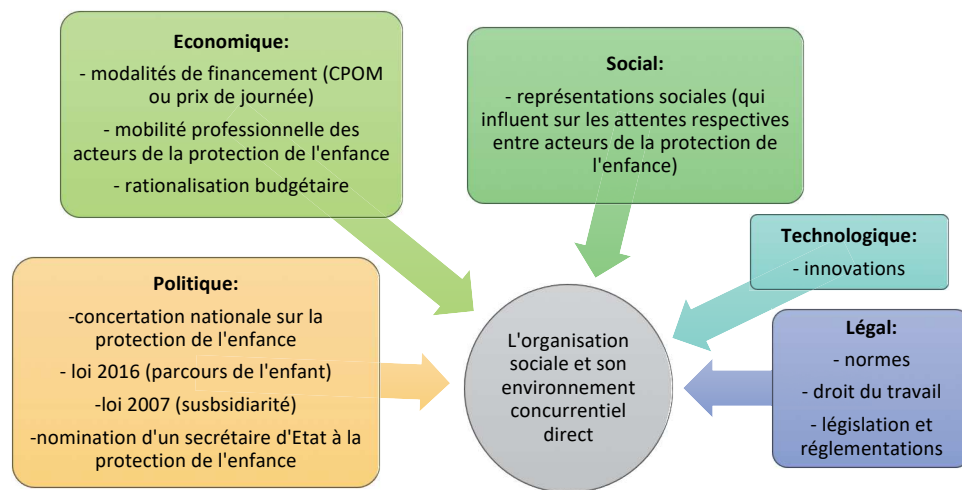 Economique:
- modalités de financement (CPOM
ou prix de journée)
- mobilité professionnelle des
acteurs de la protection de l'enfance
- rationalisation budgétaire
Social:
- représentations sociales (qui
influent sur les attentes respectives
entre acteurs de la protection de
l'enfance)
Technologique:
- innovations
Politique:
-concertation nationale sur la
protection de l'enfance
- loi 2016 (parcours de l'enfant)
-loi 2007 (susbsidiarité)
-nomination d'un secrétaire d'Etat à la
protection de l'enfance
L'organisation
sociale et son
environnement
concurrentiel
direct
Légal:
- normes
- droit du travail
- législation et
réglementations